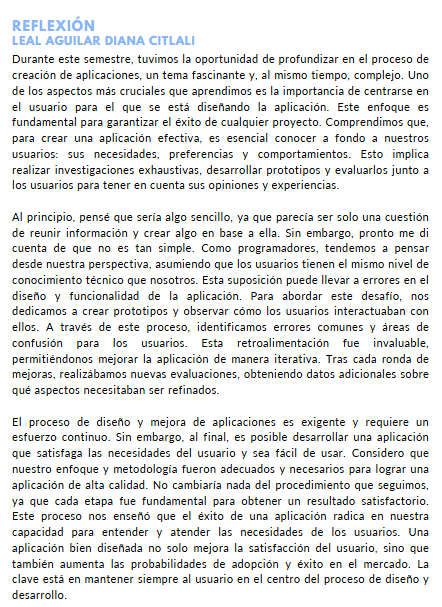 REFLEXIÓN
LEAL AGUILAR DIANA CITLALI
Durante este semestre, tuvimos la oportunidad de profundizar en el proceso de
creación de aplicaciones, un tema fascinante y, al mismo tiempo, complejo. Uno
de los aspectos más cruciales que aprendimos es la importancia de centrarse en
el usuario para el que se está diseñando la aplicación. Este enfoque es
fundamental para garantizar el éxito de cualquier proyecto. Comprendimos que,
para crear una aplicación efectiva, es esencial conocer a fondo a nuestros
usuarios: sus necesidades, preferencias y comportamientos. Esto implica
realizar investigaciones exhaustivas, desarrollar prototipos y evaluarlos junto a
los usuarios para tener en cuenta sus opiniones y experiencias.
Al principio, pensé que sería algo sencillo, ya que parecía ser solo una cuestión
de reunir información y crear algo en base a ella. Sin embargo, pronto me di
cuenta de que no es tan simple. Como programadores, tendemos a pensar
desde nuestra perspectiva, asumiendo que los usuarios tienen el mismo nivel de
conocimiento técnico que nosotros. Esta suposición puede llevar a errores en el
diseño y funcionalidad de la aplicación. Para abordar este desafío, nos
dedicamos a crear prototipos y observar cómo los usuarios interactuaban con
ellos. A través de este proceso, identificamos errores comunes y áreas de
confusión para los usuarios. Esta retroalimentación fue invaluable,
permitiéndonos mejorar la aplicación de manera iterativa. Tras cada ronda de
mejoras, realizábamos nuevas evaluaciones, obteniendo datos adicionales sobre
qué aspectos necesitaban ser refinados.
El proceso de diseño y mejora de aplicaciones es exigente y requiere un
esfuerzo continuo. Sin embargo, al final, es posible desarrollar una aplicación
que satisfaga las necesidades del usuario y sea fácil de usar. Considero que
nuestro enfoque y metodología fueron adecuados y necesarios para lograr una
aplicación de alta calidad. No cambiaría nada del procedimiento que seguimos,
ya que cada etapa fue fundamental para obtener un resultado satisfactorio.
Este proceso nos enseñó que el éxito de una aplicación radica en nuestra
capacidad para entender y atender las necesidades de los usuarios. Una
aplicación bien diseñada no solo mejora la satisfacción del usuario, sino que
también aumenta las probabilidades de adopción y éxito en el mercado. La
clave está en mantener siempre al usuario en el centro del proceso de diseño y
desarrollo.